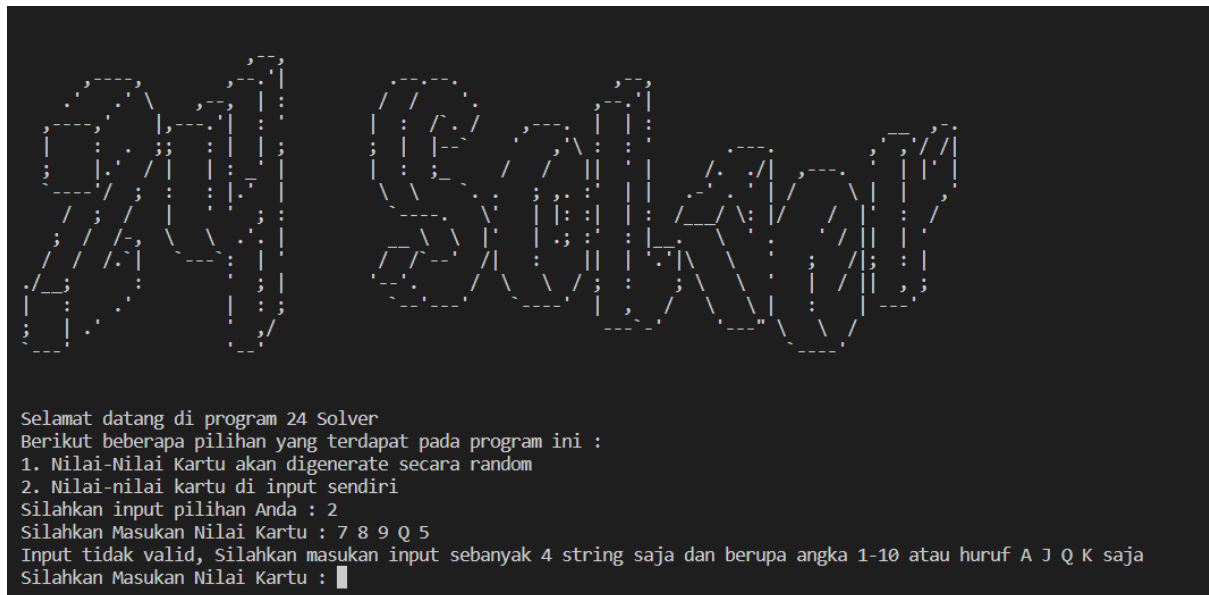 24 Solver
Selamat datang di program 24 Solver
Berikut beberapa pilihan yang terdapat pada program ini :
1. Nilai-Nilai Kartu akan digenerate secara random
2. Nilai-nilai kartu di input sendiri
Silahkan input pilihan Anda : 2
Silahkan Masukan Nilai Kartu : 7 8 9 Q 5
Input tidak valid, Silahkan masukan input sebanyak 4 string saja dan berupa angka 1-10 atau huruf A J Q K saja
Silahkan Masukan Nilai Kartu :